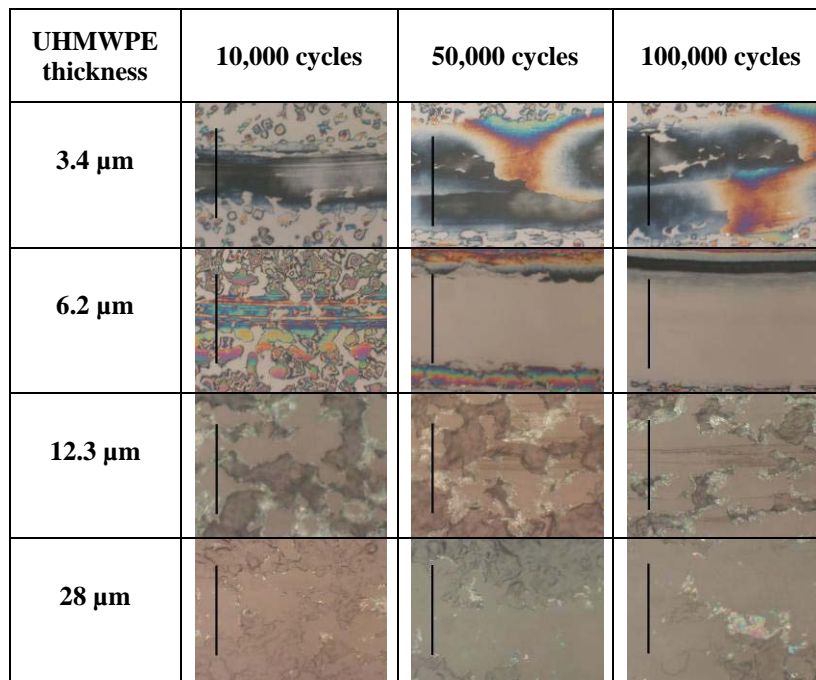 UHMWPE thickness
10,000 cycles
50,000 cycles
100,000 cycles
3.4 µm
6.2 µm
12.3 µm
28 µm